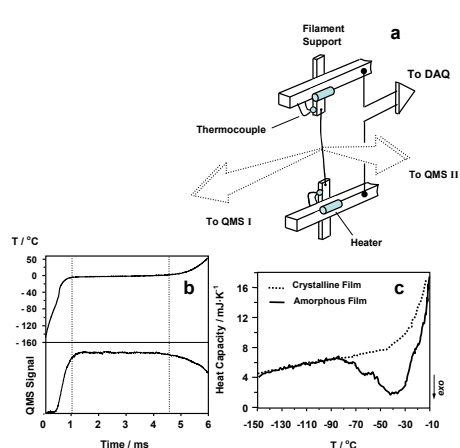 Filament
Support
a
To DAQ
Thermocouple
To QMS II
To QMS I
Heater
T / °C
b
50
0
- 40
- 80
- 120
- 160
QMS Signal
0 1 2 3 4 5 6
Time / ms
c
Crystalline Film
Amorphous Film
Heat Capacity / mJ·K⁻¹
16
12
8
4
0
exo
-150 -130 -110 -90 -70 -50 -30 -10
T / °C